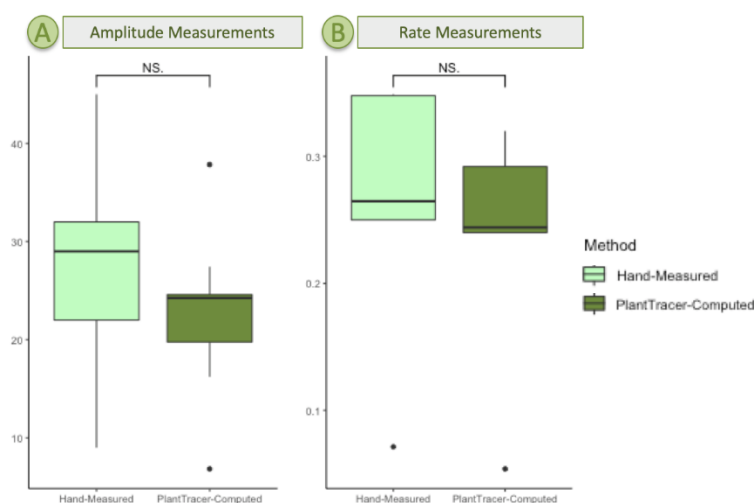 A Amplitude Measurements
B Rate Measurements
NS.
NS.
40
30
20
10
0.3
0.2
0.1
Hand-Measured
PlantTracer-Computed
Hand-Measured
PlantTracer-Computed
Method
Hand-Measured
PlantTracer-Computed